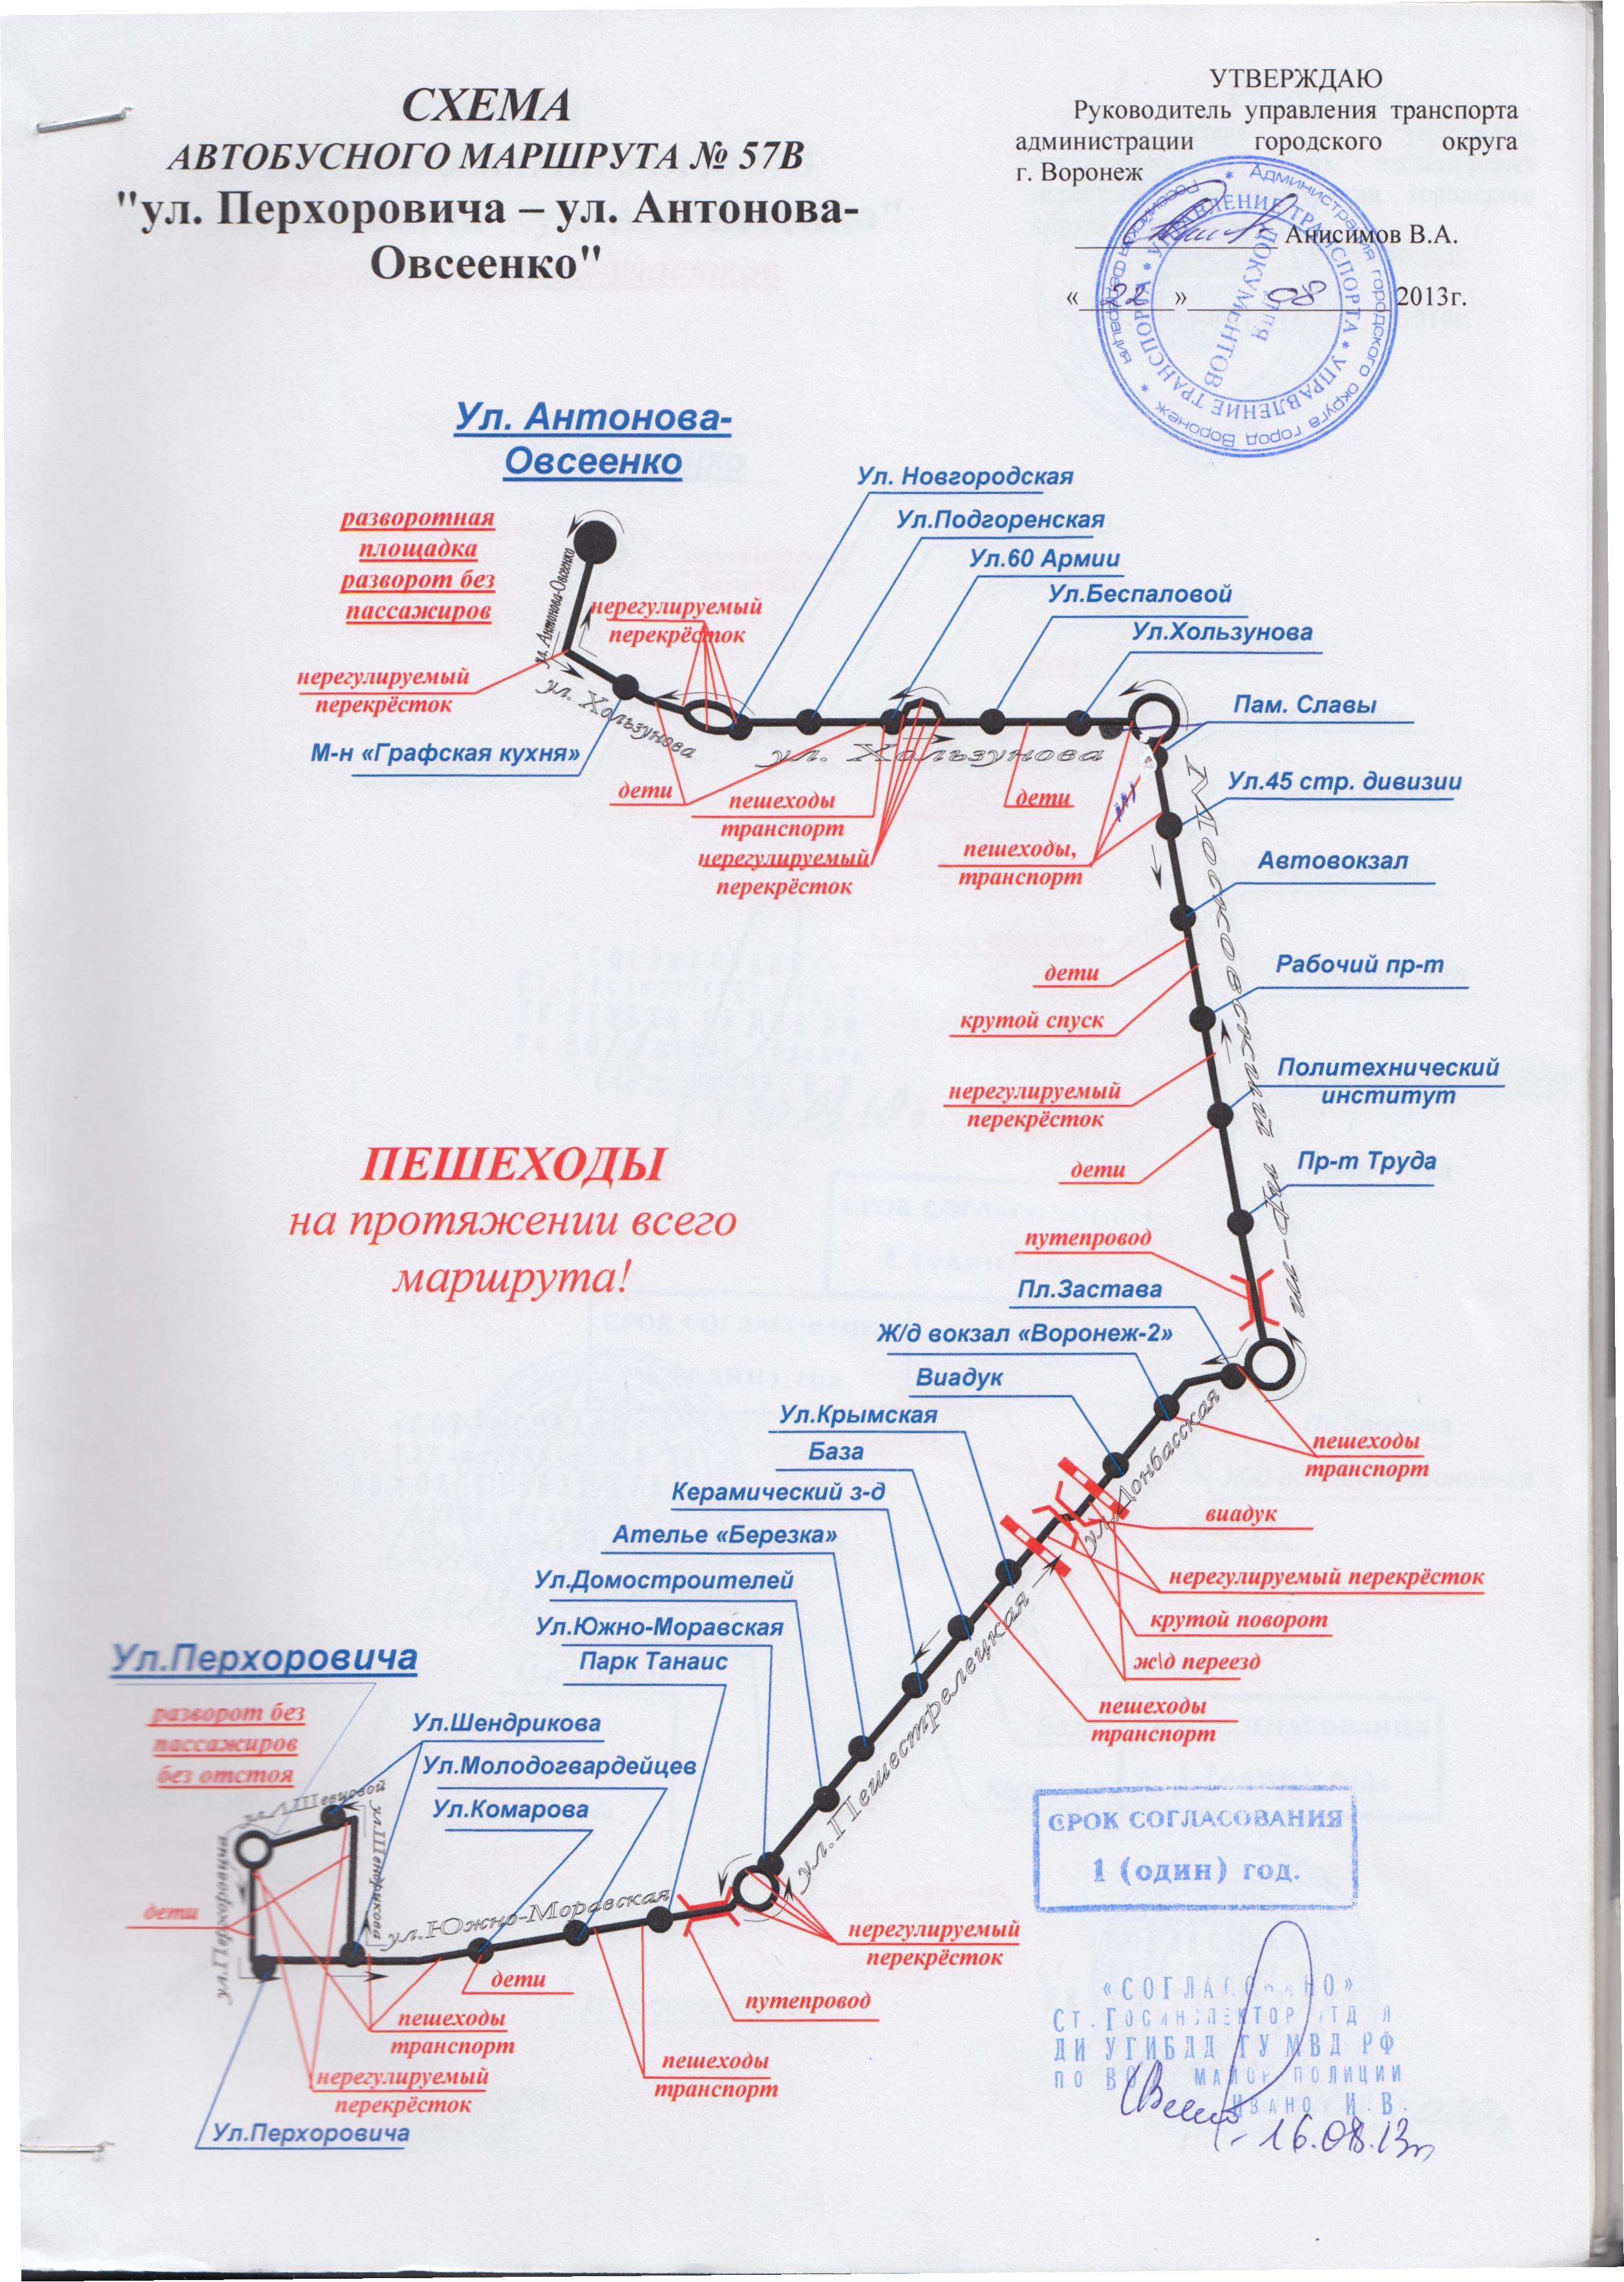 СХЕМА
АВТОБУСНОГО МАРШРУТА № 57В
"ул. Перхоровича – ул. Антонова-
Овсеенко"
УТВЕРЖДАЮ
Руководитель управления транспорта
администрации городского округа
г. Воронеж
Анисимов В.А.
« 22 » 08 2013г.
Российская Федерация * Администрация городского округа город Воронеж *
УПРАВЛЕНИЕ ТРАНСПОРТА * УПРАВЛЕНИЕ ТРАНСПОРТА *
ДЛЯ
ДОКУМЕНТОВ
Ул. Антонова-
Овсеенко
разворотная
площадка
разворот без
пассажиров
ул. Антонова-Овсеенко
нерегулируемый
перекрёсток
нерегулируемый
перекрёсток
М-н «Графская кухня»
ул. Хользунова
Ул. Новгородская
Ул.Подгоренская
Ул.60 Армии
Ул.Беспаловой
Ул.Хользунова
ул. Хользунова
дети
пешеходы
транспорт
нерегулируемый
перекрёсток
дети
пешеходы,
транспорт
Пам. Славы
Ул.45 стр. дивизии
Автовокзал
дети
Рабочий пр-т
крутой спуск
Политехнический
институт
нерегулируемый
перекрёсток
Московский пр-т
Пр-т Труда
дети
ПЕШЕХОДЫ
на протяжении всего
маршрута!
путепровод
Пл.Застава
Ж/д вокзал «Воронеж-2»
Виадук
Ул.Крымская
База
Керамический з-д
Ателье «Березка»
Ул.Домостроителей
Ул.Южно-Моравская
Парк Танаис
ул.Донбасская
пешеходы
транспорт
виадук
нерегулируемый перекрёсток
крутой поворот
ж\д переезд
пешеходы
транспорт
ул.Пешестрелецкая
Ул.Перхоровича
разворот без
пассажиров
без отстоя
Ул.Шендрикова
Ул.Молодогвардейцев
Ул.Комарова
ул.Шендрикова
ул.Перхоровича
дети
ул.Южно-Моравская
нерегулируемый
перекрёсток
дети
путепровод
пешеходы
транспорт
пешеходы
транспорт
нерегулируемый
перекрёсток
Ул.Перхоровича
СРОК СОГЛАСОВАНИЯ
1 (один) год.
«СОГЛАСОВАНО»
Ст.Госинспектор
ДИ УГИБДД ГУ МВД РФ
по МАЙОР ПОЛИЦИИ
И.В.
16.08.13г